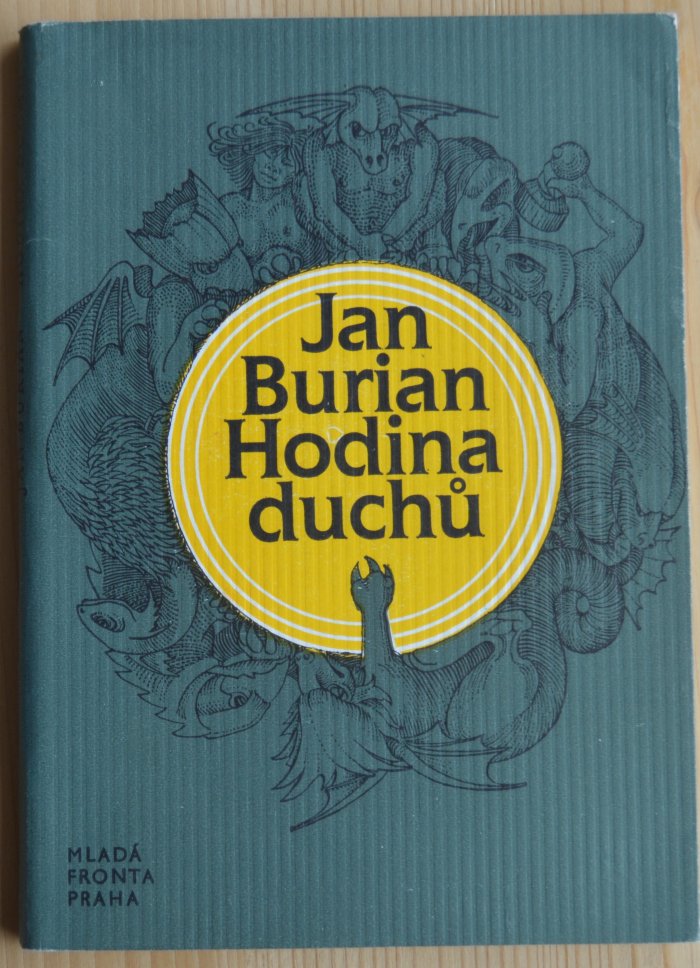 Jan
Burian
Hodina
duchů
MLADÁ
FRONTA
PRAHA